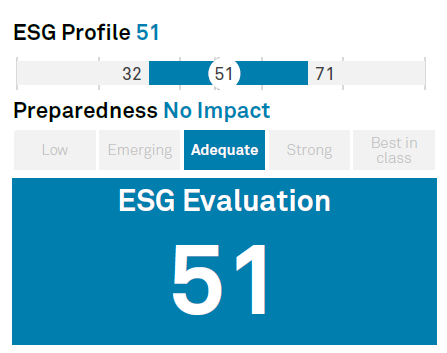 ESG Profile 51
32 51 71
Preparedness No Impact
Low Emerging Adequate Strong Best in class
ESG Evaluation
51